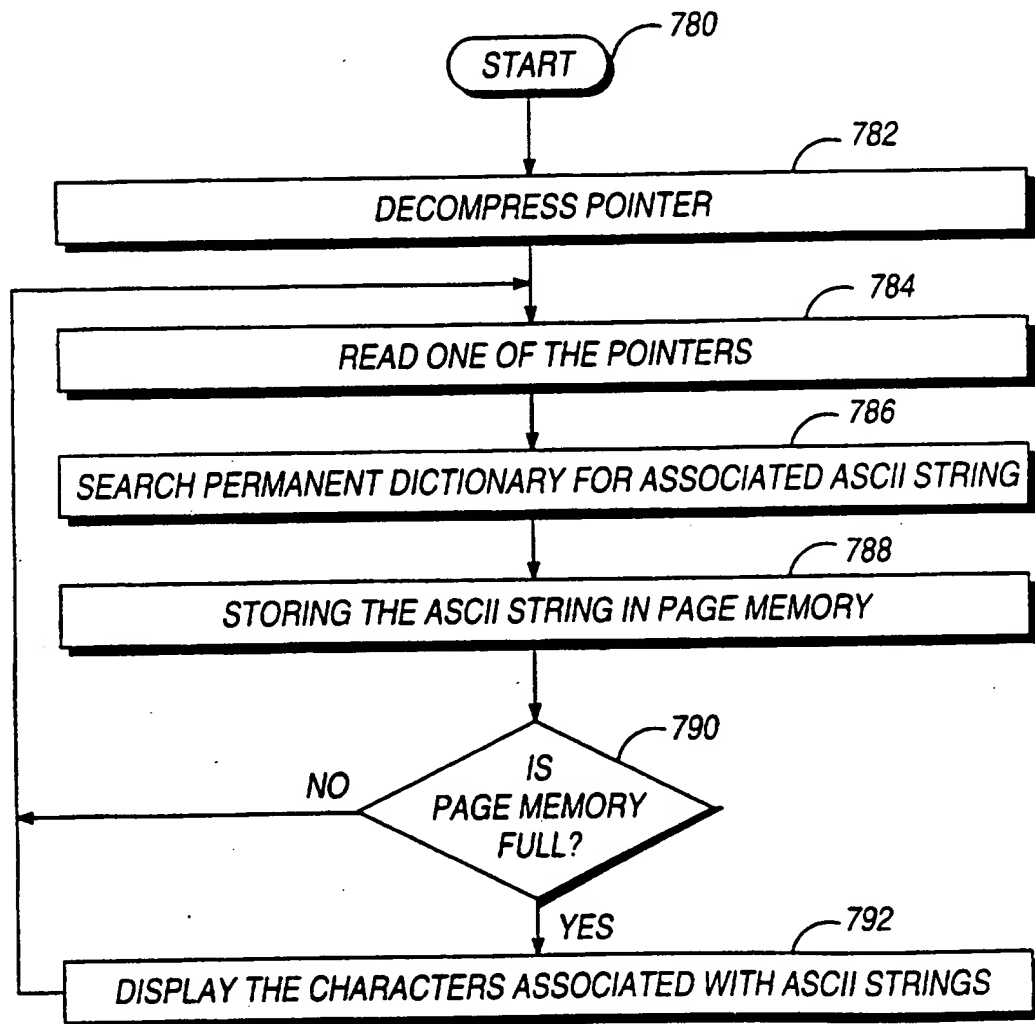 780
START
782
DECOMPRESS POINTER
784
READ ONE OF THE POINTERS
786
SEARCH PERMANENT DICTIONARY FOR ASSOCIATED ASCII STRING
788
STORING THE ASCII STRING IN PAGE MEMORY
790
IS
PAGE MEMORY
FULL?
NO
YES
792
DISPLAY THE CHARACTERS ASSOCIATED WITH ASCII STRINGS